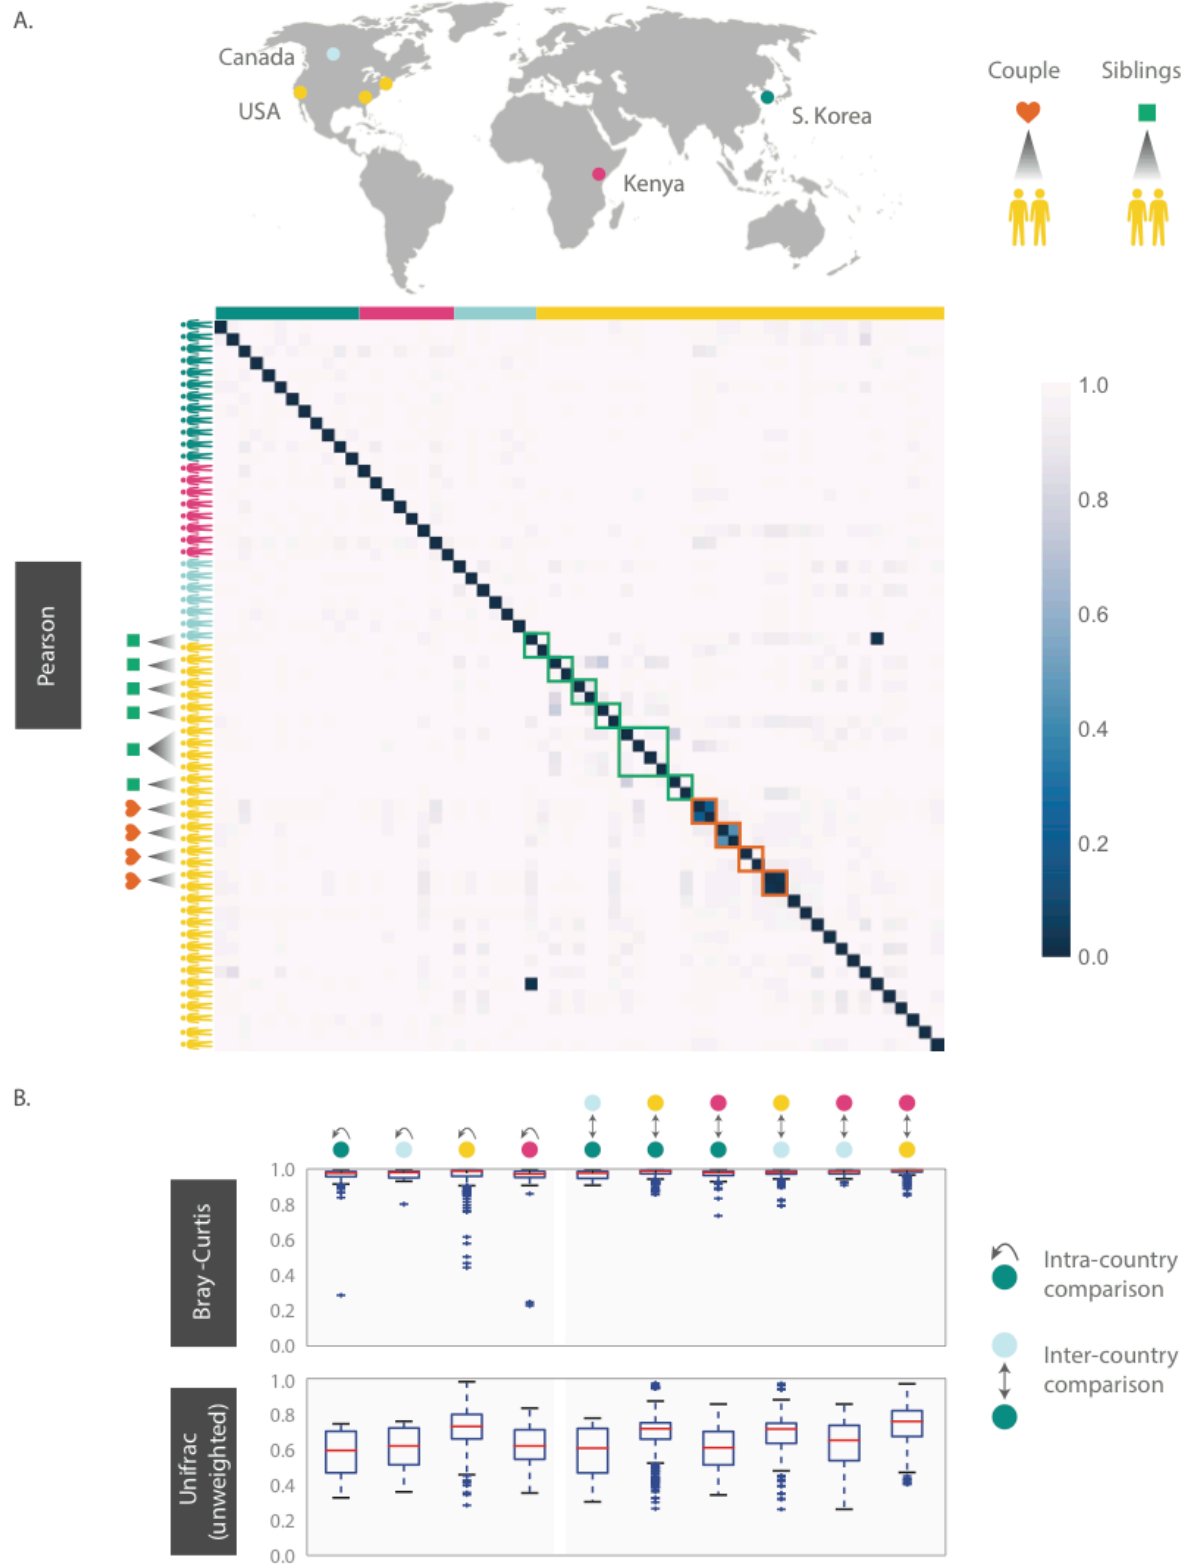 A.
Canada
USA
S. Korea
Kenya
Couple
Siblings
Pearson
1.0
0.8
0.6
0.4
0.2
0.0
B.
Bray -Curtis
1.0
0.8
0.6
0.4
0.2
0.0
Intra-country
comparison
Inter-country
comparison
Unifrac
(unweighted)
1.0
0.8
0.6
0.4
0.2
0.0